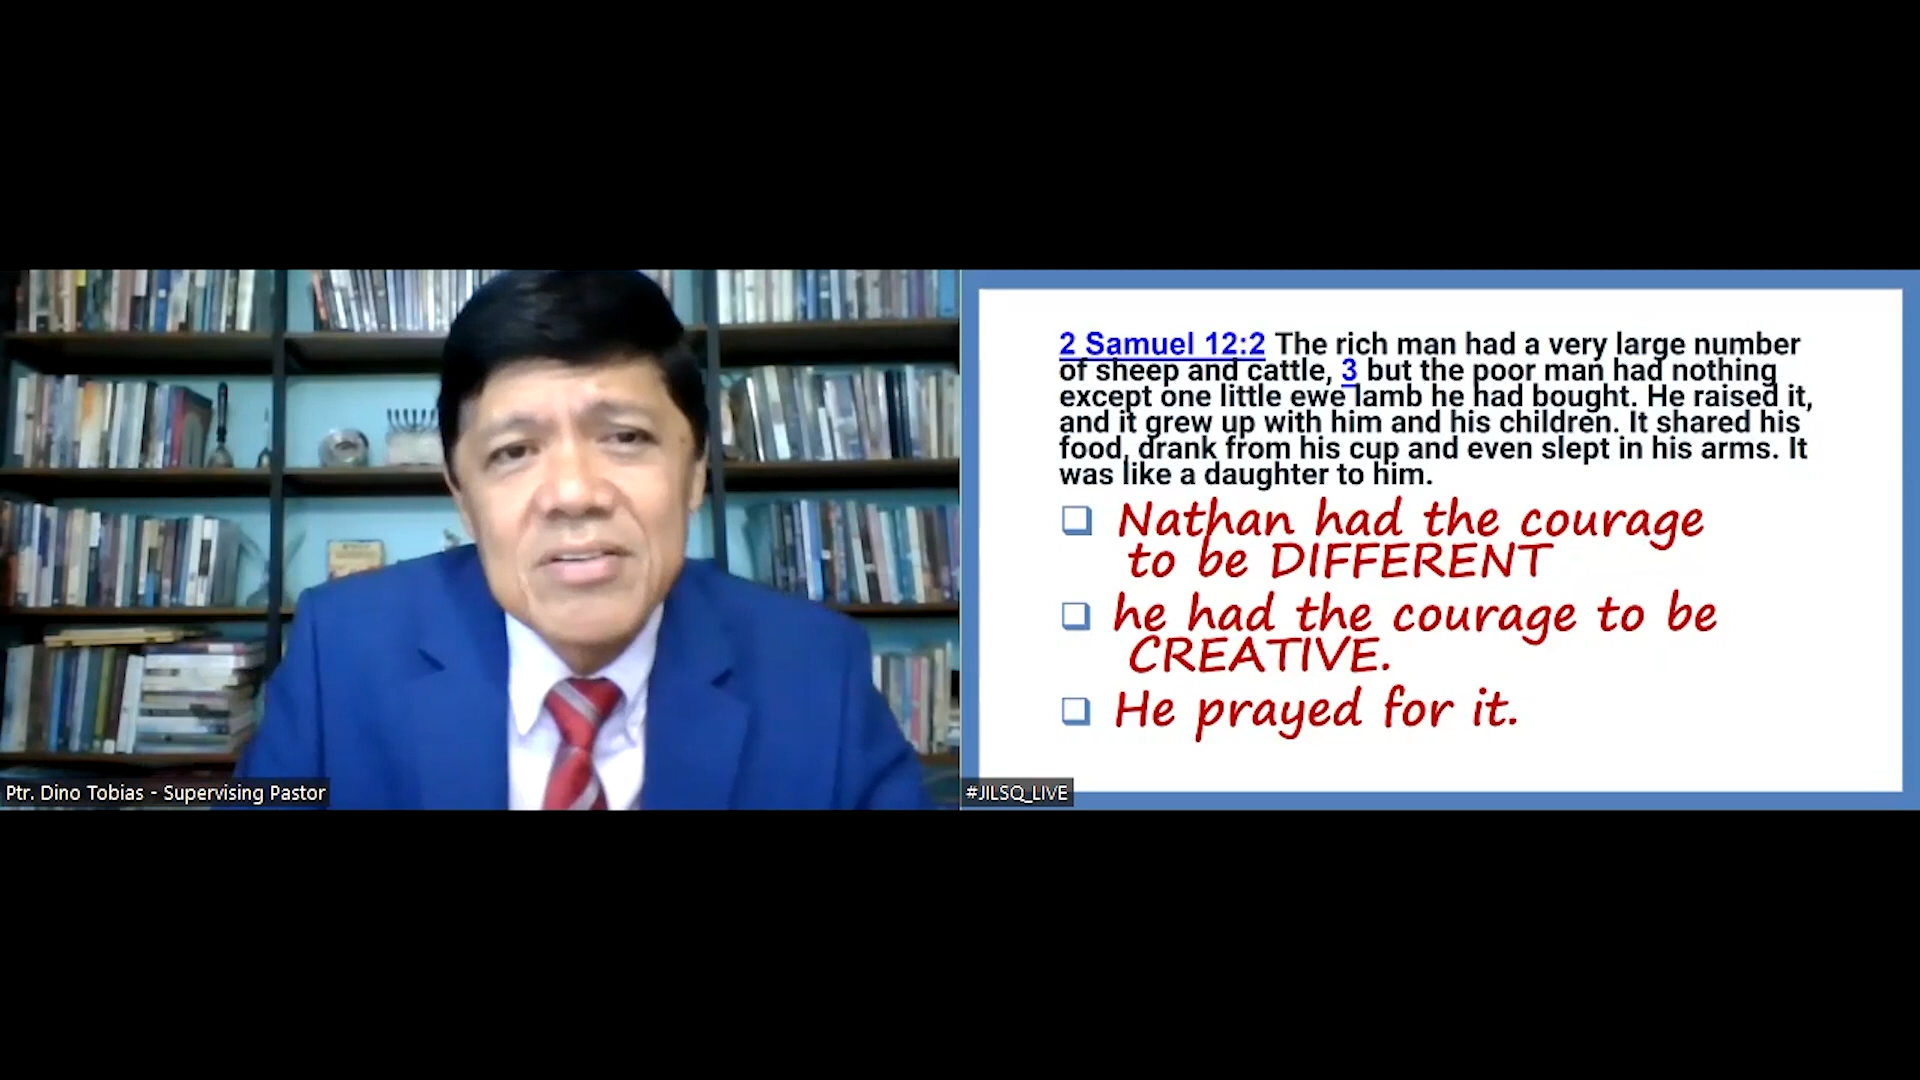 2 Samuel 12:2 The rich man had a very large number
of sheep and cattle, 3 but the poor man had nothing
except one little ewe lamb he had bought. He raised it,
and it grew up with him and his children. It shared his
food, drank from his cup and even slept in his arms. It
was like a daughter to him.
Nathan had the courage
to be DIFFERENT
he had the courage to be
CREATIVE.
He prayed for it.
Ptr. Dino Tobias - Supervising Pastor
#JILSQ_LIVE